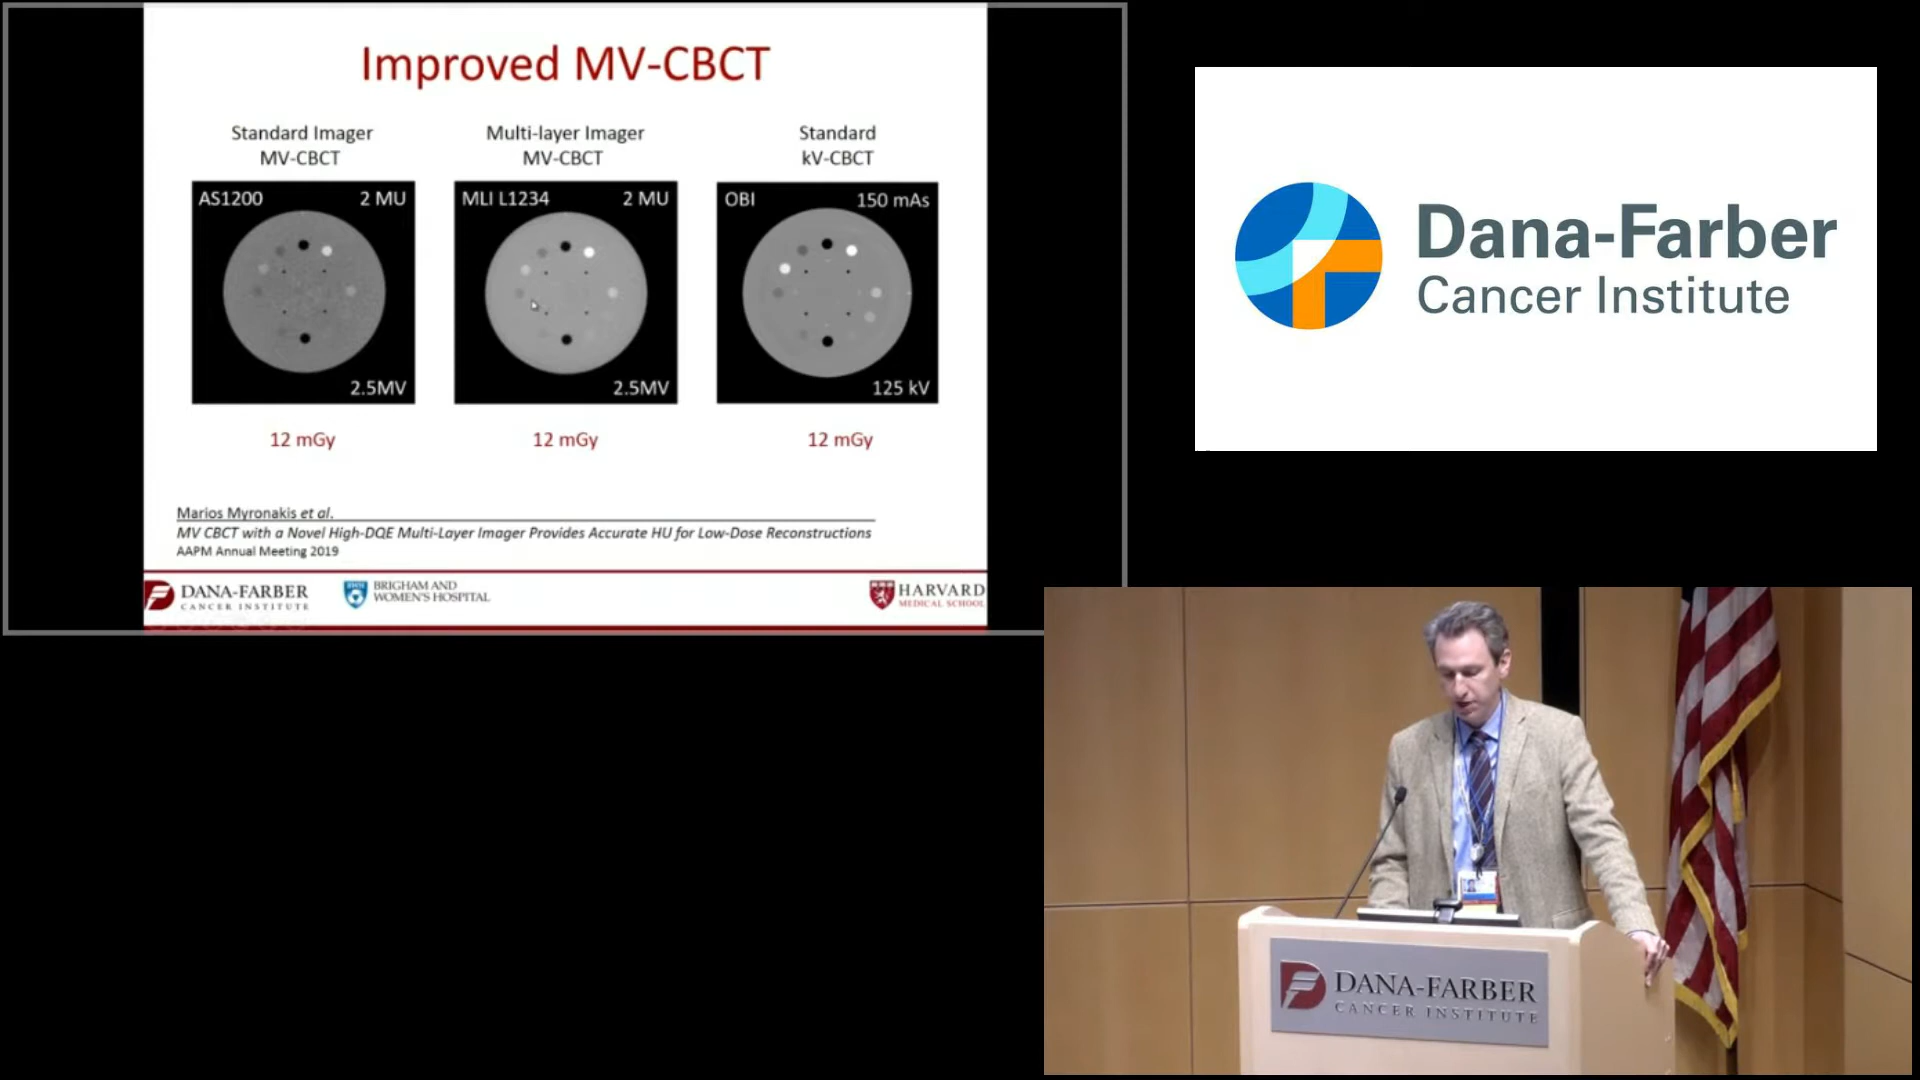 Improved MV-CBCT
Standard Imager
MV-CBCT
Multi-layer Imager
MV-CBCT
Standard
kV-CBCT
AS1200
2 MU
2.5MV
MLI L1234
2 MU
2.5MV
OBI
150 mAs
125 kV
12 mGy
12 mGy
12 mGy
Marios Myronakis et al.
MV CBCT with a Novel High-DQE Multi-Layer Imager Provides Accurate HU for Low-Dose Reconstructions
AAPM Annual Meeting 2019
DANA-FARBER
CANCER INSTITUTE
BRIGHAM AND
WOMEN'S HOSPITAL
HARVARD
MEDICAL SCHOOL
Dana-Farber
Cancer Institute
DANA-FARBER
CANCER INSTITUTE